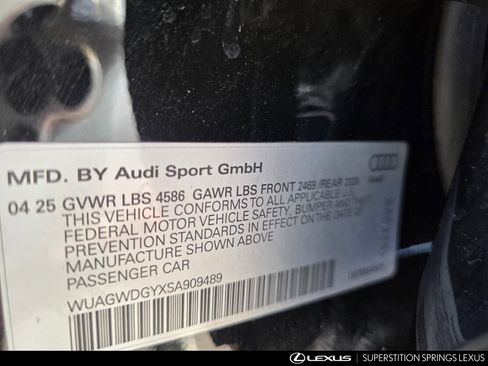 MFD. BY Audi Sport GmbH
04 25 GVWR LBS 4586 GAWR LBS FRONT 2469 /REAR
THIS VEHICLE CONFORMS TO ALL APPLICABLE U.S.
FEDERAL MOTOR VEHICLE SAFETY, BUMPER AND THEFT
PREVENTION STANDARDS IN EFFECT ON THE DATE OF
MANUFACTURE SHOWN ABOVE
PASSENGER CAR
WUAGWDGYXSA909489
Audi
LEXUS
SUPERSTITION SPRINGS LEXUS